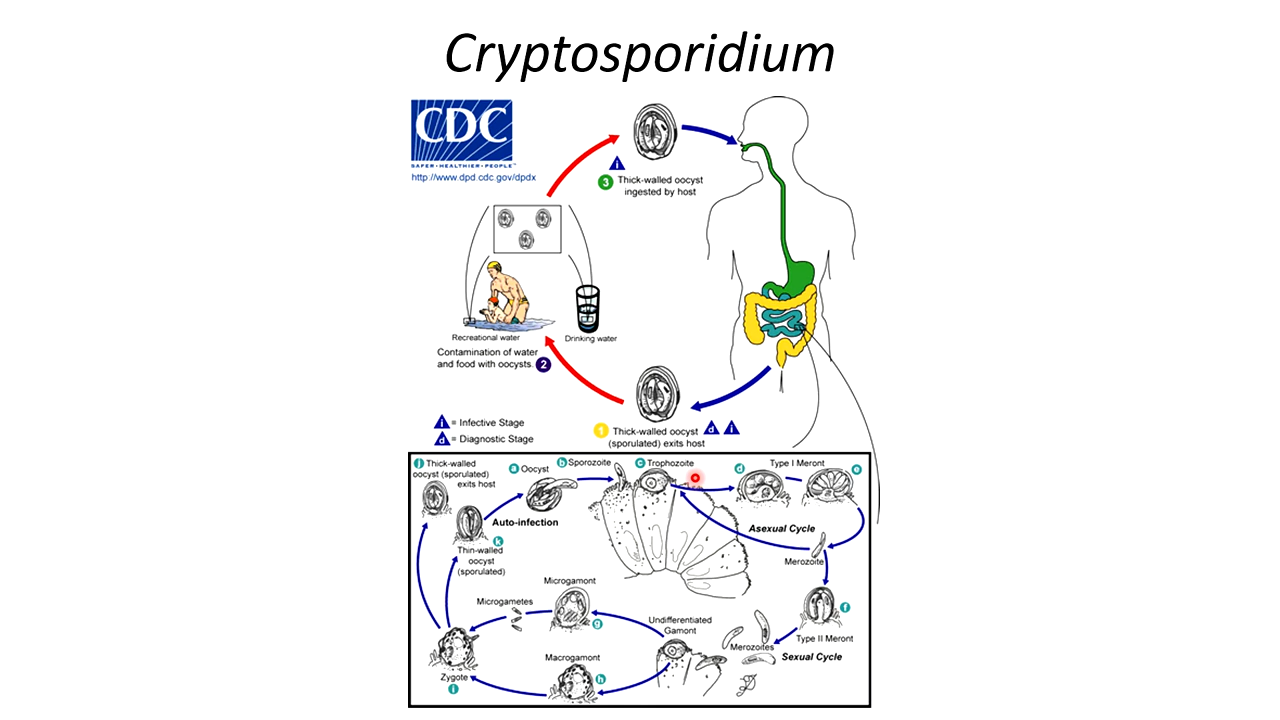 Cryptosporidium
CDC
SAFER • HEALTHIER • PEOPLE™
http://www.dpd.cdc.gov/dpdx
i
3 Thick-walled oocyst
ingested by host
Recreational water
Drinking water
Contamination of water
and food with oocysts. 2
i = Infective Stage
d = Diagnostic Stage
1 Thick-walled oocyst d i
(sporulated) exits host
j Thick-walled
oocyst (sporulated)
exits host
a Oocyst
b Sporozoite
c Trophozoite
d
Type I Meront
e
Auto-infection
k
Thin-walled
oocyst
(sporulated)
Asexual Cycle
Merozoite
f
Type II Meront
Merozoites
Sexual Cycle
Microgamont
g
Microgametes
Undifferentiated
Gamont
Macrogamont
h
Zygote
i